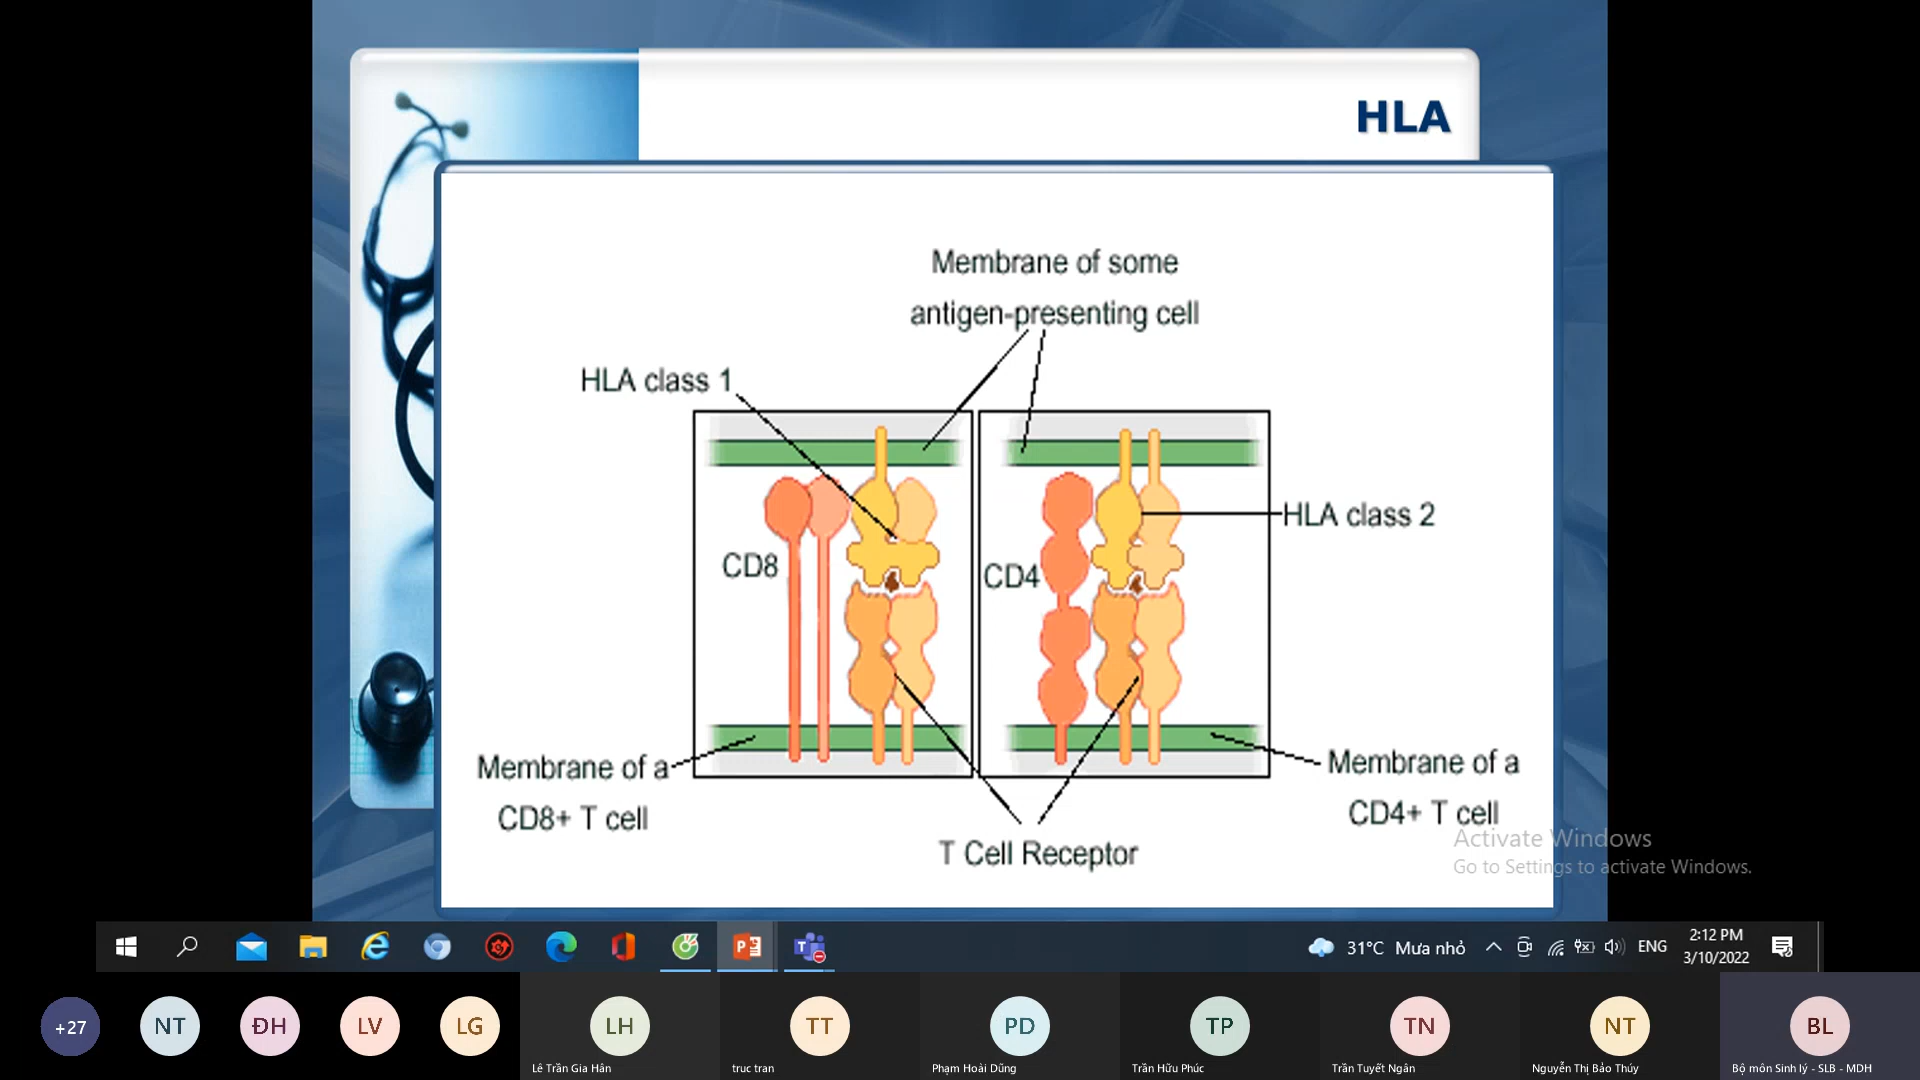 HLA
Membrane of some
antigen-presenting cell
HLA class 1
HLA class 2
CD8
CD4
Membrane of a
CD8+ T cell
Membrane of a
CD4+ T cell
T Cell Receptor
Activate Windows
Go to Settings to activate Windows.
31°C Mưa nhỏ
ENG
2:12 PM
3/10/2022
+27
NT
ĐH
LV
LG
LH
TT
PD
TP
TN
NT
BL
Lê Trần Gia Hân
truc tran
Phạm Hoài Dũng
Trần Hữu Phúc
Trần Tuyết Ngân
Nguyễn Thị Bảo Thúy
Bộ môn Sinh lý - SLB - MDH